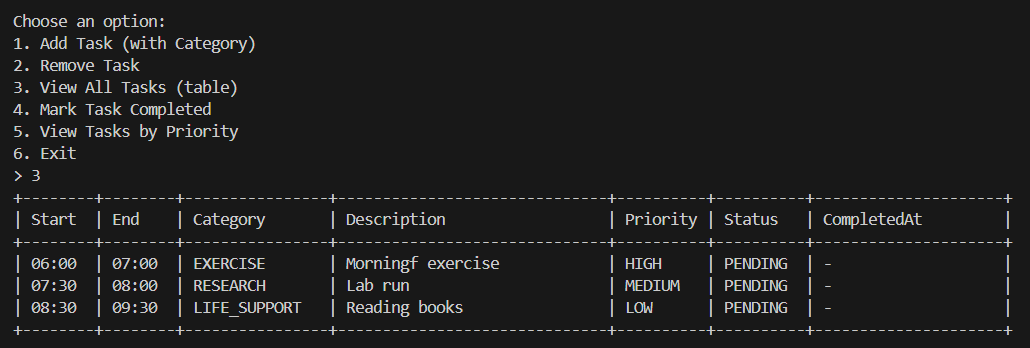 Choose an option:
1. Add Task (with Category)
2. Remove Task
3. View All Tasks (table)
4. Mark Task Completed
5. View Tasks by Priority
6. Exit
> 3
+--------+--------+----------------+------------------------------+----------+----------+---------------------+
| Start  | End    | Category       | Description                  | Priority | Status   | CompletedAt         |
+--------+--------+----------------+------------------------------+----------+----------+---------------------+
| 06:00  | 07:00  | EXERCISE       | Morningf exercise            | HIGH     | PENDING  | -                   |
| 07:30  | 08:00  | RESEARCH       | Lab run                      | MEDIUM   | PENDING  | -                   |
| 08:30  | 09:30  | LIFE_SUPPORT   | Reading books                | LOW      | PENDING  | -                   |
+--------+--------+----------------+------------------------------+----------+----------+---------------------+